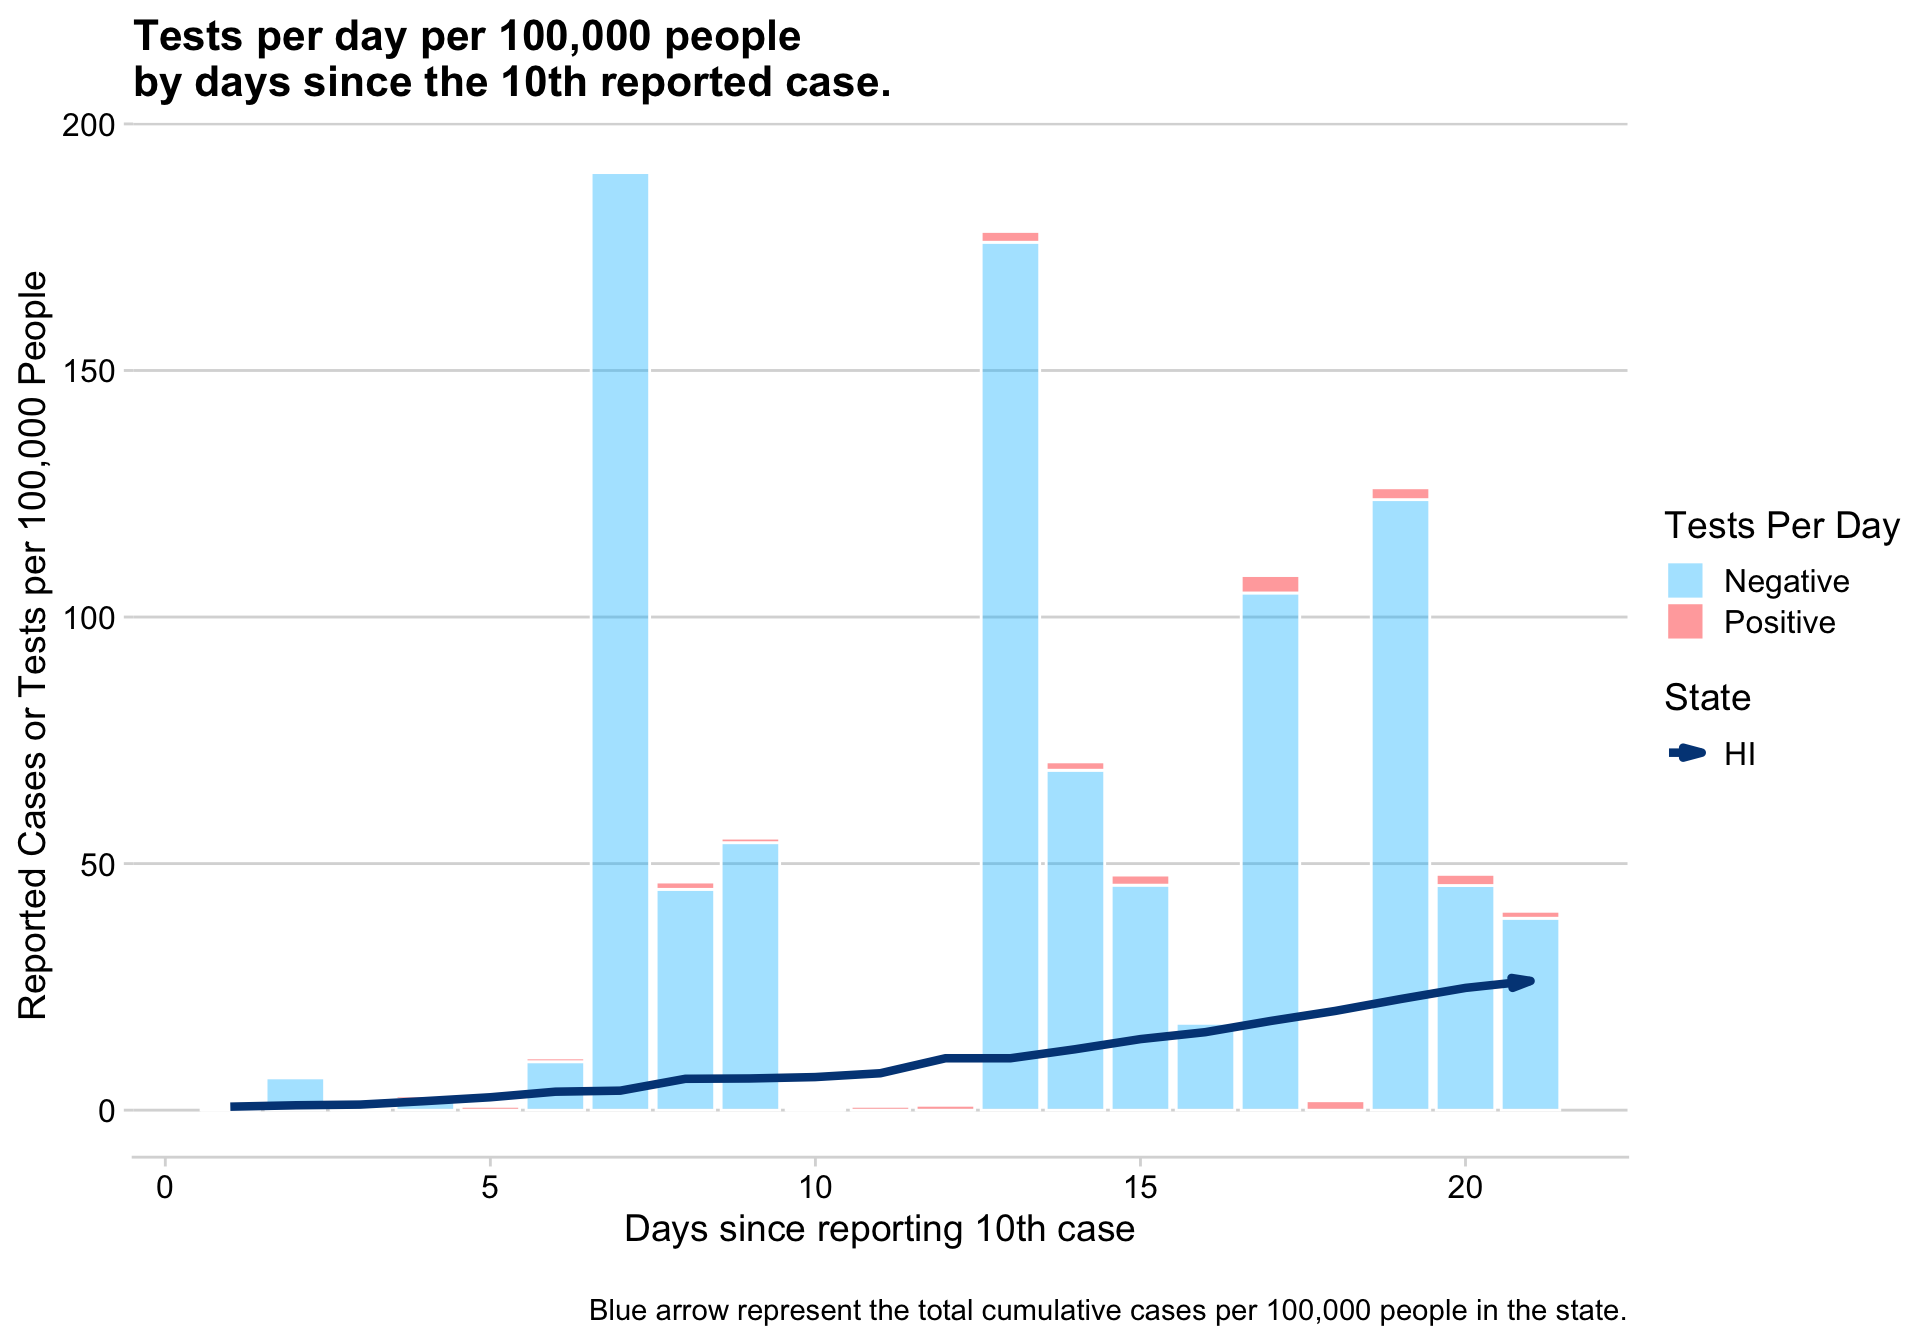 Tests per day per 100,000 people
by days since the 10th reported case.
Reported Cases or Tests per 100,000 People
200
150
100
50
0
0
5
10
15
20
Days since reporting 10th case
Tests Per Day
Negative
Positive
State
HI
Blue arrow represent the total cumulative cases per 100,000 people in the state.